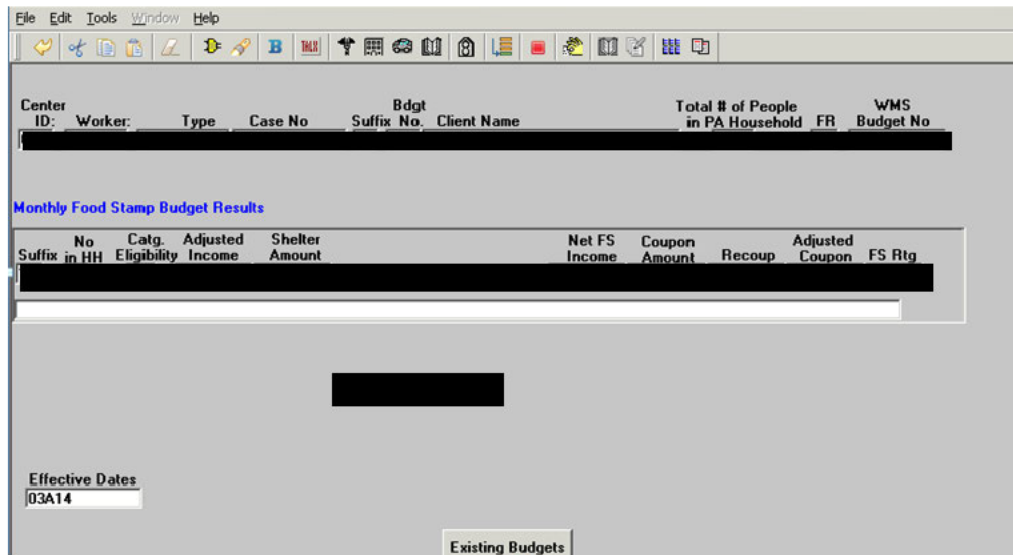 File Edit Tools Window Help
B TALX
Center Bdgt Total # of People WMS
ID: Worker: Type Case No Suffix No. Client Name in PA Household FR Budget No
Monthly Food Stamp Budget Results
No Catg. Adjusted Shelter Net FS Coupon Adjusted
Suffix in HH Eligibility Income Amount Income Amount Recoup Coupon FS Rtg
Effective Dates
03A14
Existing Budgets